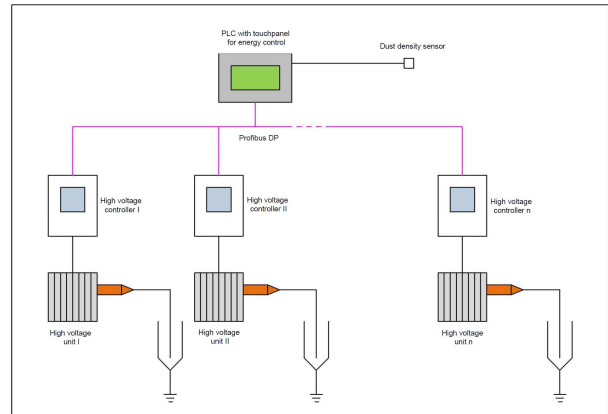 PLC with touchpanel
for energy control
Dust density sensor
Profibus DP
High voltage
controller I
High voltage
controller II
High voltage
controller n
High voltage
unit I
High voltage
unit II
High voltage
unit n